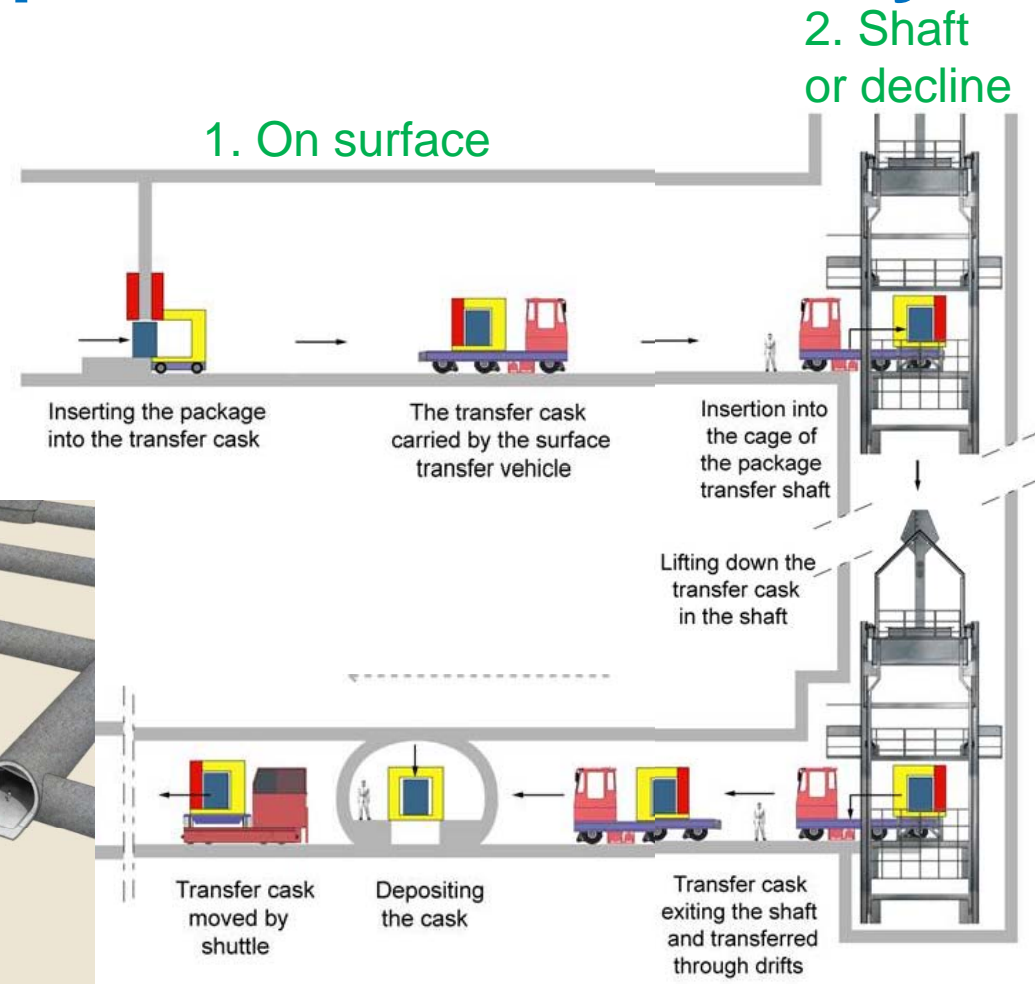 2. Shaft
or decline
1. On surface
Inserting the package
into the transfer cask
The transfer cask
carried by the surface
transfer vehicle
Insertion into
the cage of
the package
transfer shaft
Lifting down the
transfer cask
in the shaft
Transfer cask
moved by
shuttle
Depositing
the cask
Transfer cask
exiting the shaft
and transferred
through drifts